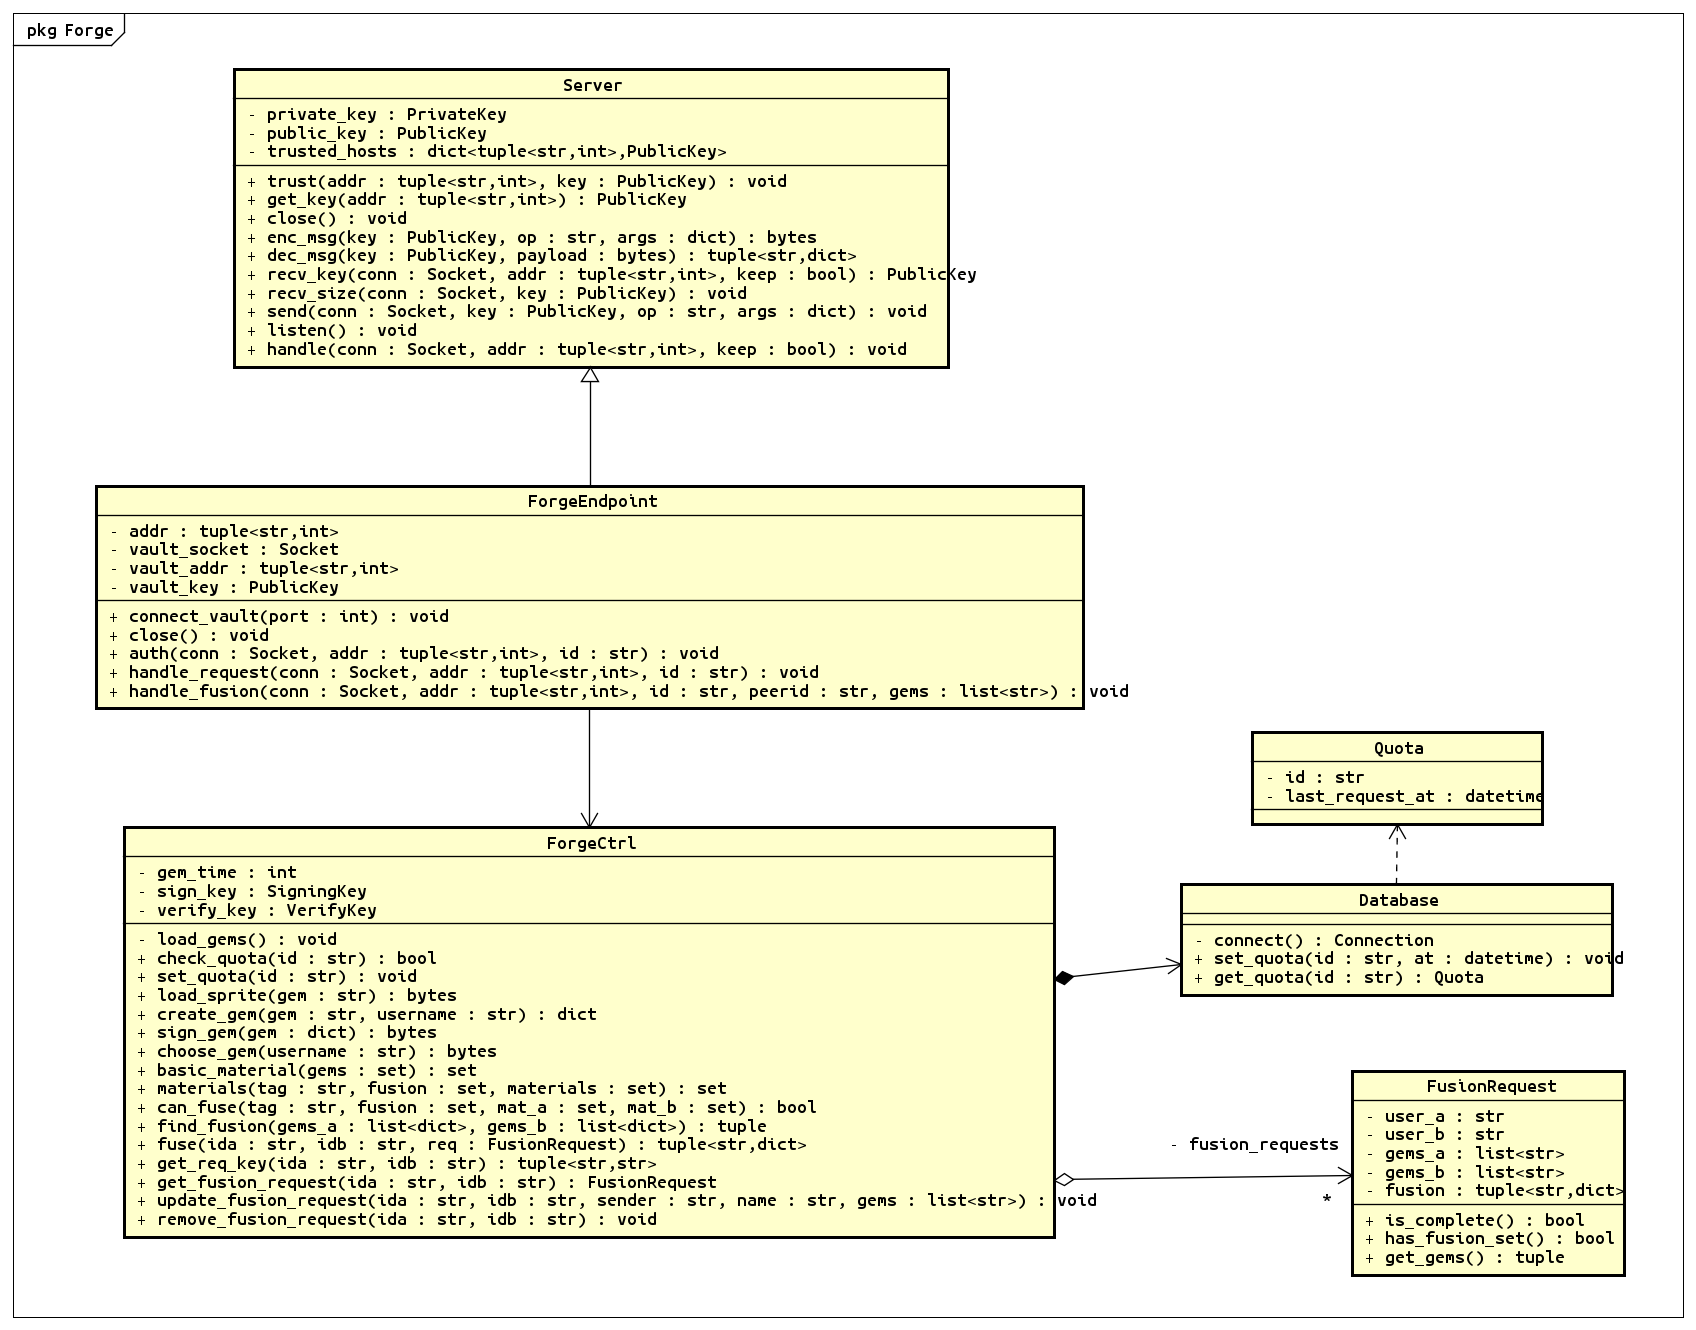 pkg Forge
Server
- private_key : PrivateKey
- public_key : PublicKey
- trusted_hosts : dict<tuple<str,int>,PublicKey>
+ trust(addr : tuple<str,int>, key : PublicKey) : void
+ get_key(addr : tuple<str,int>) : PublicKey
+ close() : void
+ enc_msg(key : PublicKey, op : str, args : dict) : bytes
+ dec_msg(key : PublicKey, payload : bytes) : tuple<str,dict>
+ recv_key(conn : Socket, addr : tuple<str,int>, keep : bool) : PublicKey
+ recv_size(conn : Socket, key : PublicKey) : void
+ send(conn : Socket, key : PublicKey, op : str, args : dict) : void
+ listen() : void
+ handle(conn : Socket, addr : tuple<str,int>, keep : bool) : void
ForgeEndpoint
- addr : tuple<str,int>
- vault_socket : Socket
- vault_addr : tuple<str,int>
- vault_key : PublicKey
+ connect_vault(port : int) : void
+ close() : void
+ auth(conn : Socket, addr : tuple<str,int>, id : str) : void
+ handle_request(conn : Socket, addr : tuple<str,int>, id : str) : void
+ handle_fusion(conn : Socket, addr : tuple<str,int>, id : str, peerid : str, gems : list<str>) : void
Quota
- id : str
- last_request_at : datetime
ForgeCtrl
- gem_time : int
- sign_key : SigningKey
- verify_key : VerifyKey
- load_gems() : void
+ check_quota(id : str) : bool
+ set_quota(id : str) : void
+ load_sprite(gem : str) : bytes
+ create_gem(gem : str, username : str) : dict
+ sign_gem(gem : dict) : bytes
+ choose_gem(username : str) : bytes
+ basic_material(gems : set) : set
+ materials(tag : str, fusion : set, materials : set) : set
+ can_fuse(tag : str, fusion : set, mat_a : set, mat_b : set) : bool
+ find_fusion(gems_a : list<dict>, gems_b : list<dict>) : tuple
+ fuse(ida : str, idb : str, req : FusionRequest) : tuple<str,dict>
+ get_req_key(ida : str, idb : str) : tuple<str,str>
+ get_fusion_request(ida : str, idb : str) : FusionRequest
+ update_fusion_request(ida : str, idb : str, sender : str, name : str, gems : list<str>) : void
+ remove_fusion_request(ida : str, idb : str) : void
Database
- connect() : Connection
+ set_quota(id : str, at : datetime) : void
+ get_quota(id : str) : Quota
- fusion_requests
*
FusionRequest
- user_a : str
- user_b : str
- gems_a : list<str>
- gems_b : list<str>
- fusion : tuple<str,dict>
+ is_complete() : bool
+ has_fusion_set() : bool
+ get_gems() : tuple